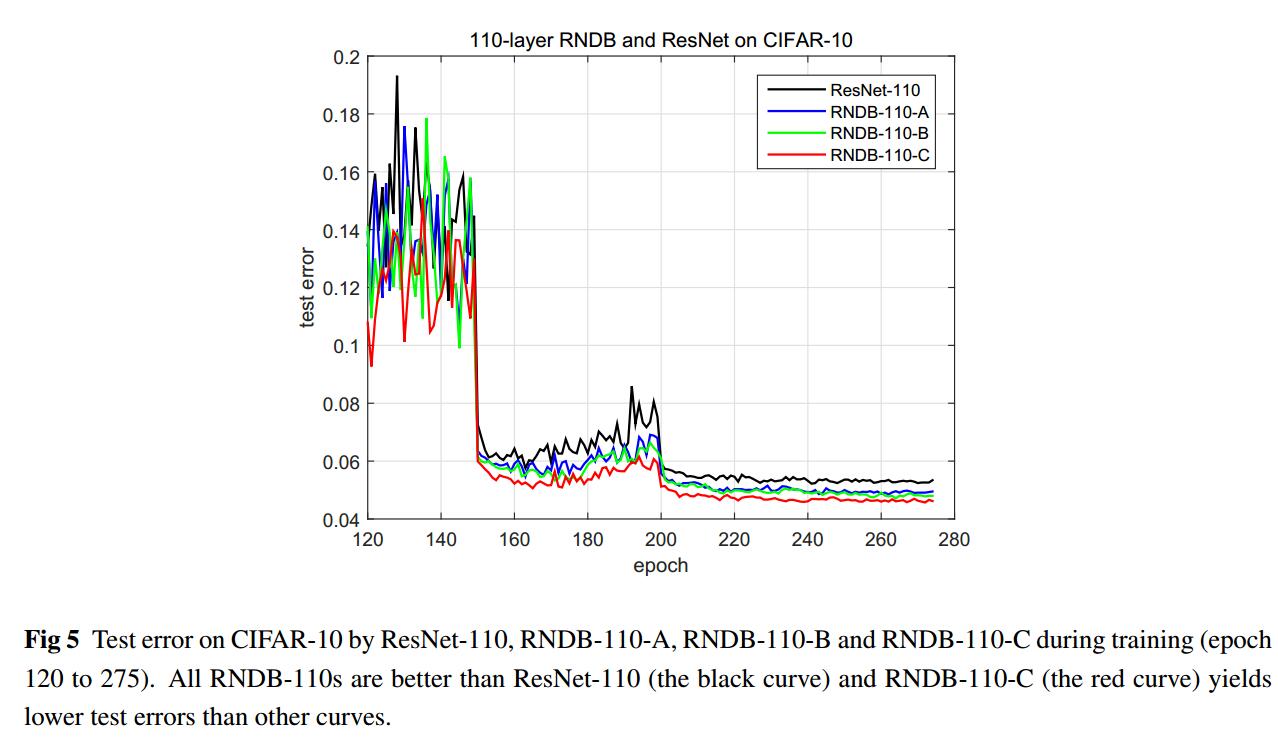 110-layer RNDB and ResNet on CIFAR-10
0.2
0.18
0.16
0.14
0.12
0.1
0.08
0.06
0.04
test error
ResNet-110
RNDB-110-A
RNDB-110-B
RNDB-110-C
120 140 160 180 200 220 240 260 280
epoch
Fig 5 Test error on CIFAR-10 by ResNet-110, RNDB-110-A, RNDB-110-B and RNDB-110-C during training (epoch
120 to 275). All RNDB-110s are better than ResNet-110 (the black curve) and RNDB-110-C (the red curve) yields
lower test errors than other curves.